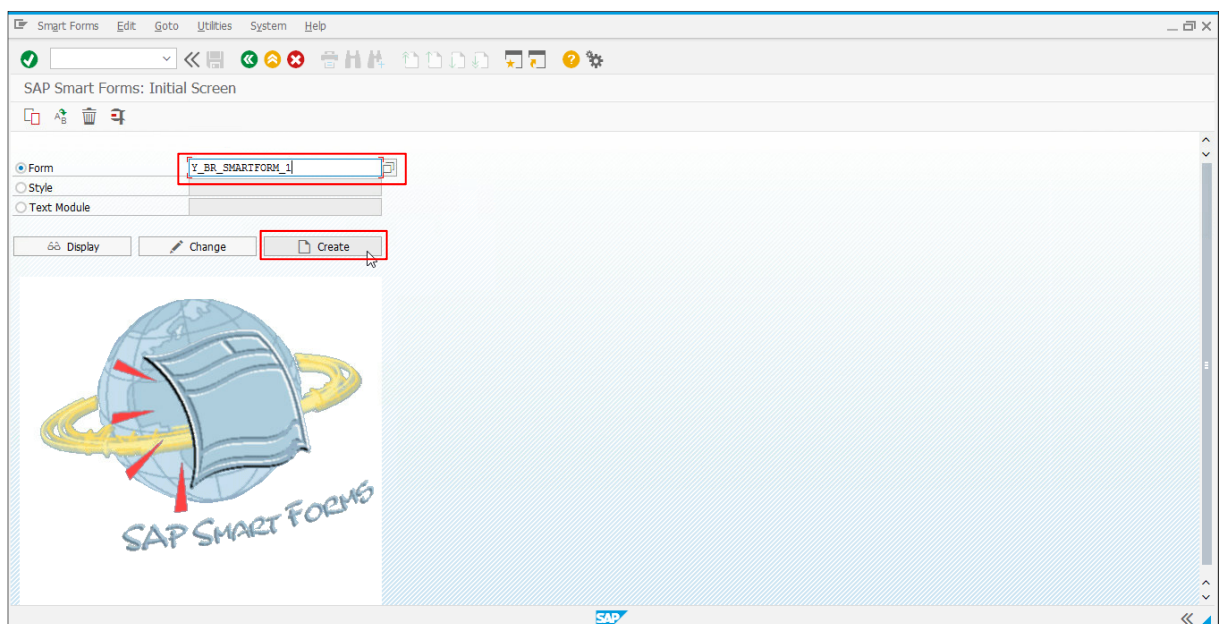 Smart Forms Edit Goto Utilities System Help
SAP Smart Forms: Initial Screen
Form Y_BR_SMARTFORM_1
Style
Text Module
Display Change Create
SAP SMART FORMS
SAP